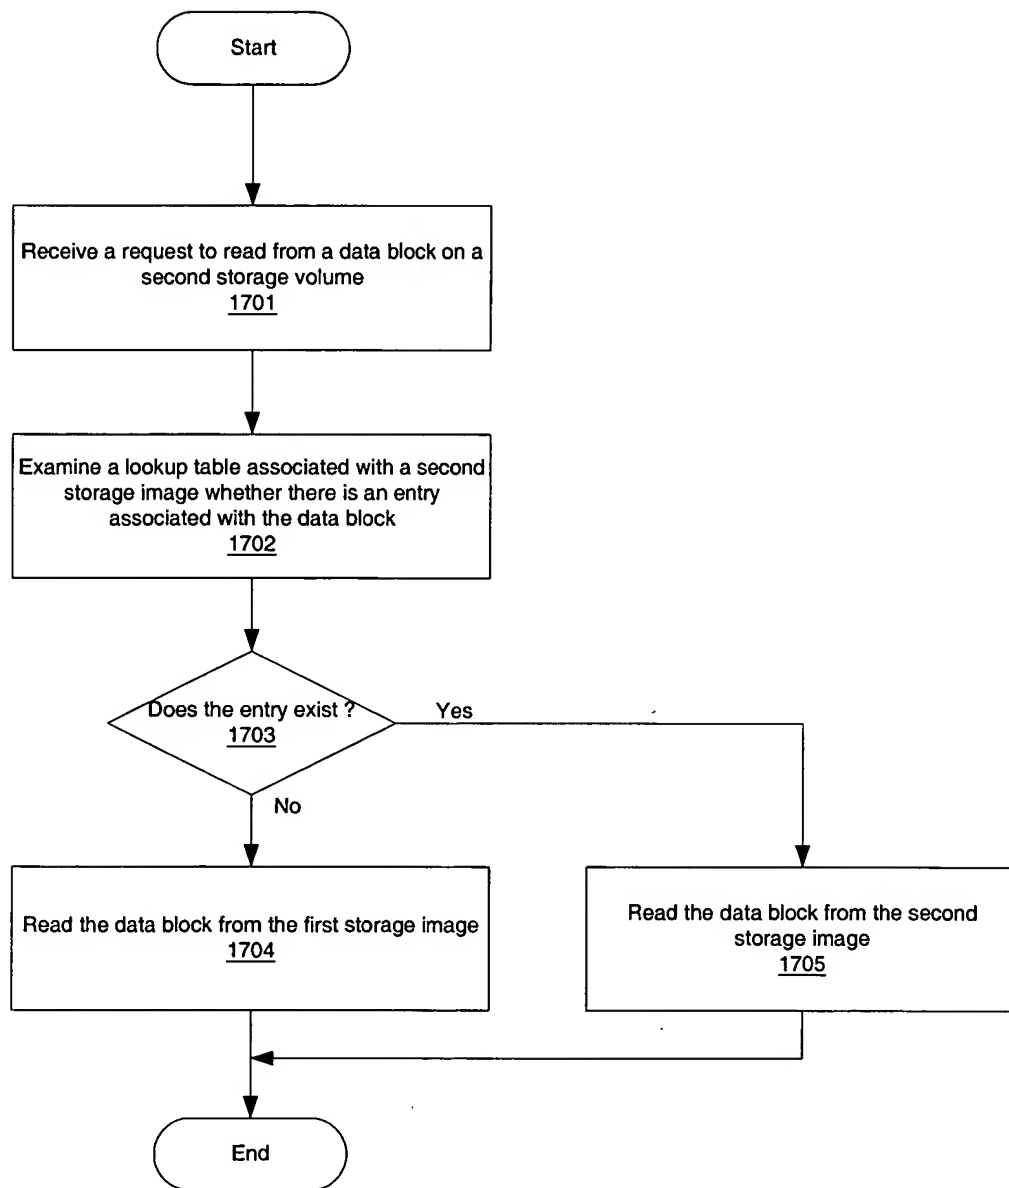 Start
Receive a request to read from a data block on a
second storage volume
1701
Examine a lookup table associated with a second
storage image whether there is an entry
associated with the data block
1702
Does the entry exist ?
1703
Yes
No
Read the data block from the first storage image
1704
Read the data block from the second
storage image
1705
End